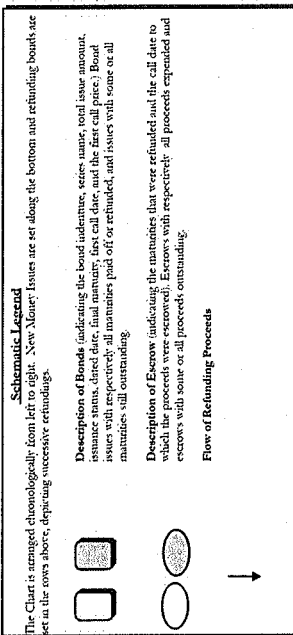 Schematic Legend
The Chart is arranged chronologically from left to right. New Money Issues are set along the bottom and refunding bonds are
set in the rows above, depicting successive refundings.
Description of Bonds (indicating the bond indenture, series name, total issue amount,
issuance status, dated date, final maturity, first call date, and the first call price.) Bond
issues with respectively all maturities paid off or refunded, and issues with some or all
maturities still outstanding.
Description of Escrow (indicating the maturities that were refunded and the call date to
which the proceeds were escrowed). Escrows with respectively all proceeds expended and
escrows with some or all proceeds outstanding.
Flow of Refunding Proceeds